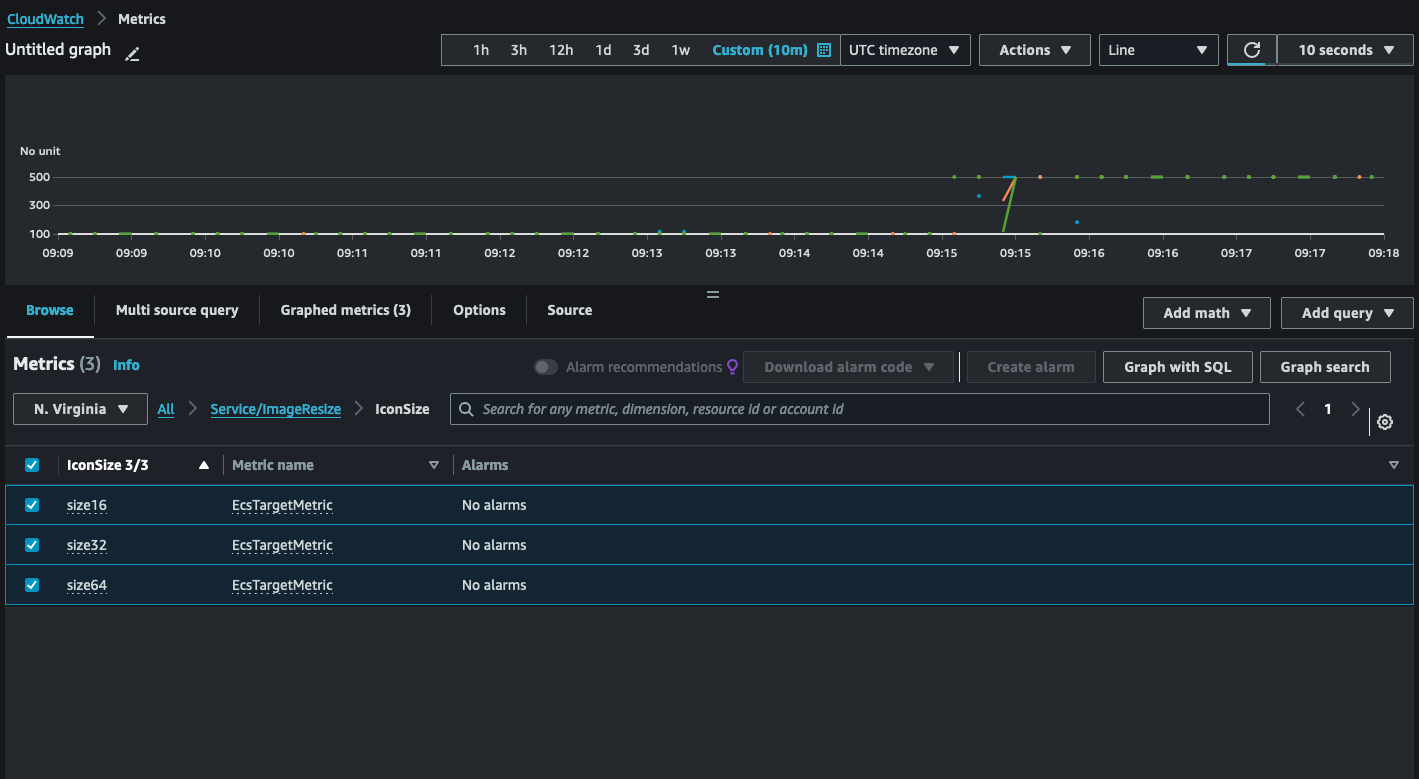 CloudWatch > Metrics
Untitled graph
1h 3h 12h 1d 3d 1w Custom (10m) UTC timezone Actions Line 10 seconds
No unit
500
300
100
09:09 09:09 09:10 09:10 09:11 09:11 09:12 09:12 09:13 09:13 09:14 09:14 09:15 09:15 09:16 09:16 09:17 09:17 09:18
Browse Multi source query Graphed metrics (3) Options Source Add math Add query
Metrics (3) Info Alarm recommendations Download alarm code Create alarm Graph with SQL Graph search
N. Virginia All > Service/ImageResize > IconSize Search for any metric, dimension, resource id or account id 1
IconSize 3/3 Metric name Alarms
size16 EcsTargetMetric No alarms
size32 EcsTargetMetric No alarms
size64 EcsTargetMetric No alarms